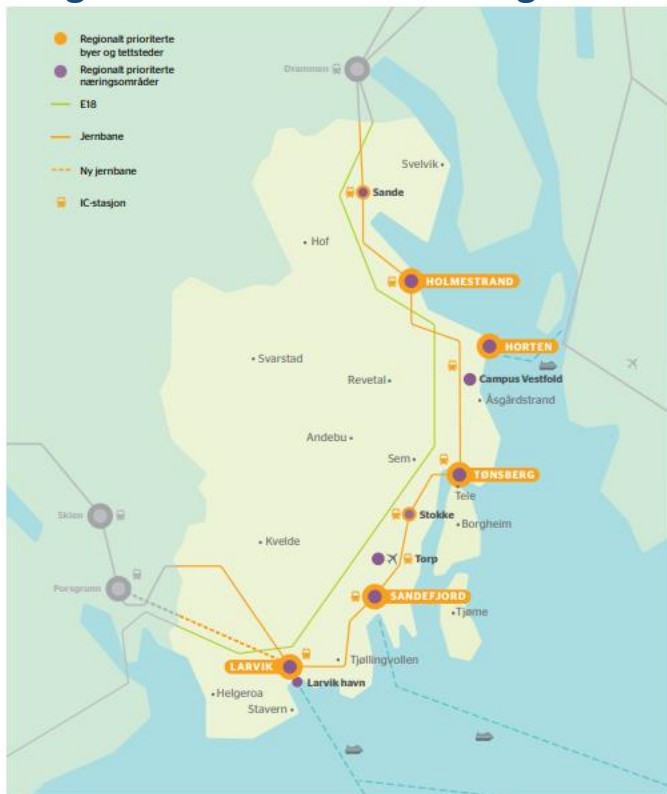 Regionalt prioriterte
byer og tettsteder
Regionalt prioriterte
næringsområder
E18
Jernbane
Ny jernbane
IC-stasjon
Drammen
Svelvik
Sande
Hof
HOLMESTRAND
HORTEN
Svarstad
Revetal
Campus Vestfold
Åsgårdstrand
Andebu
Sem
TØNSBERG
Teie
Skien
Stokke
Borgheim
Kvelde
Torp
Porsgrunn
SANDEFJORD
Tjøme
LARVIK
Tjøllingvollen
Larvik havn
Helgeroa
Stavern